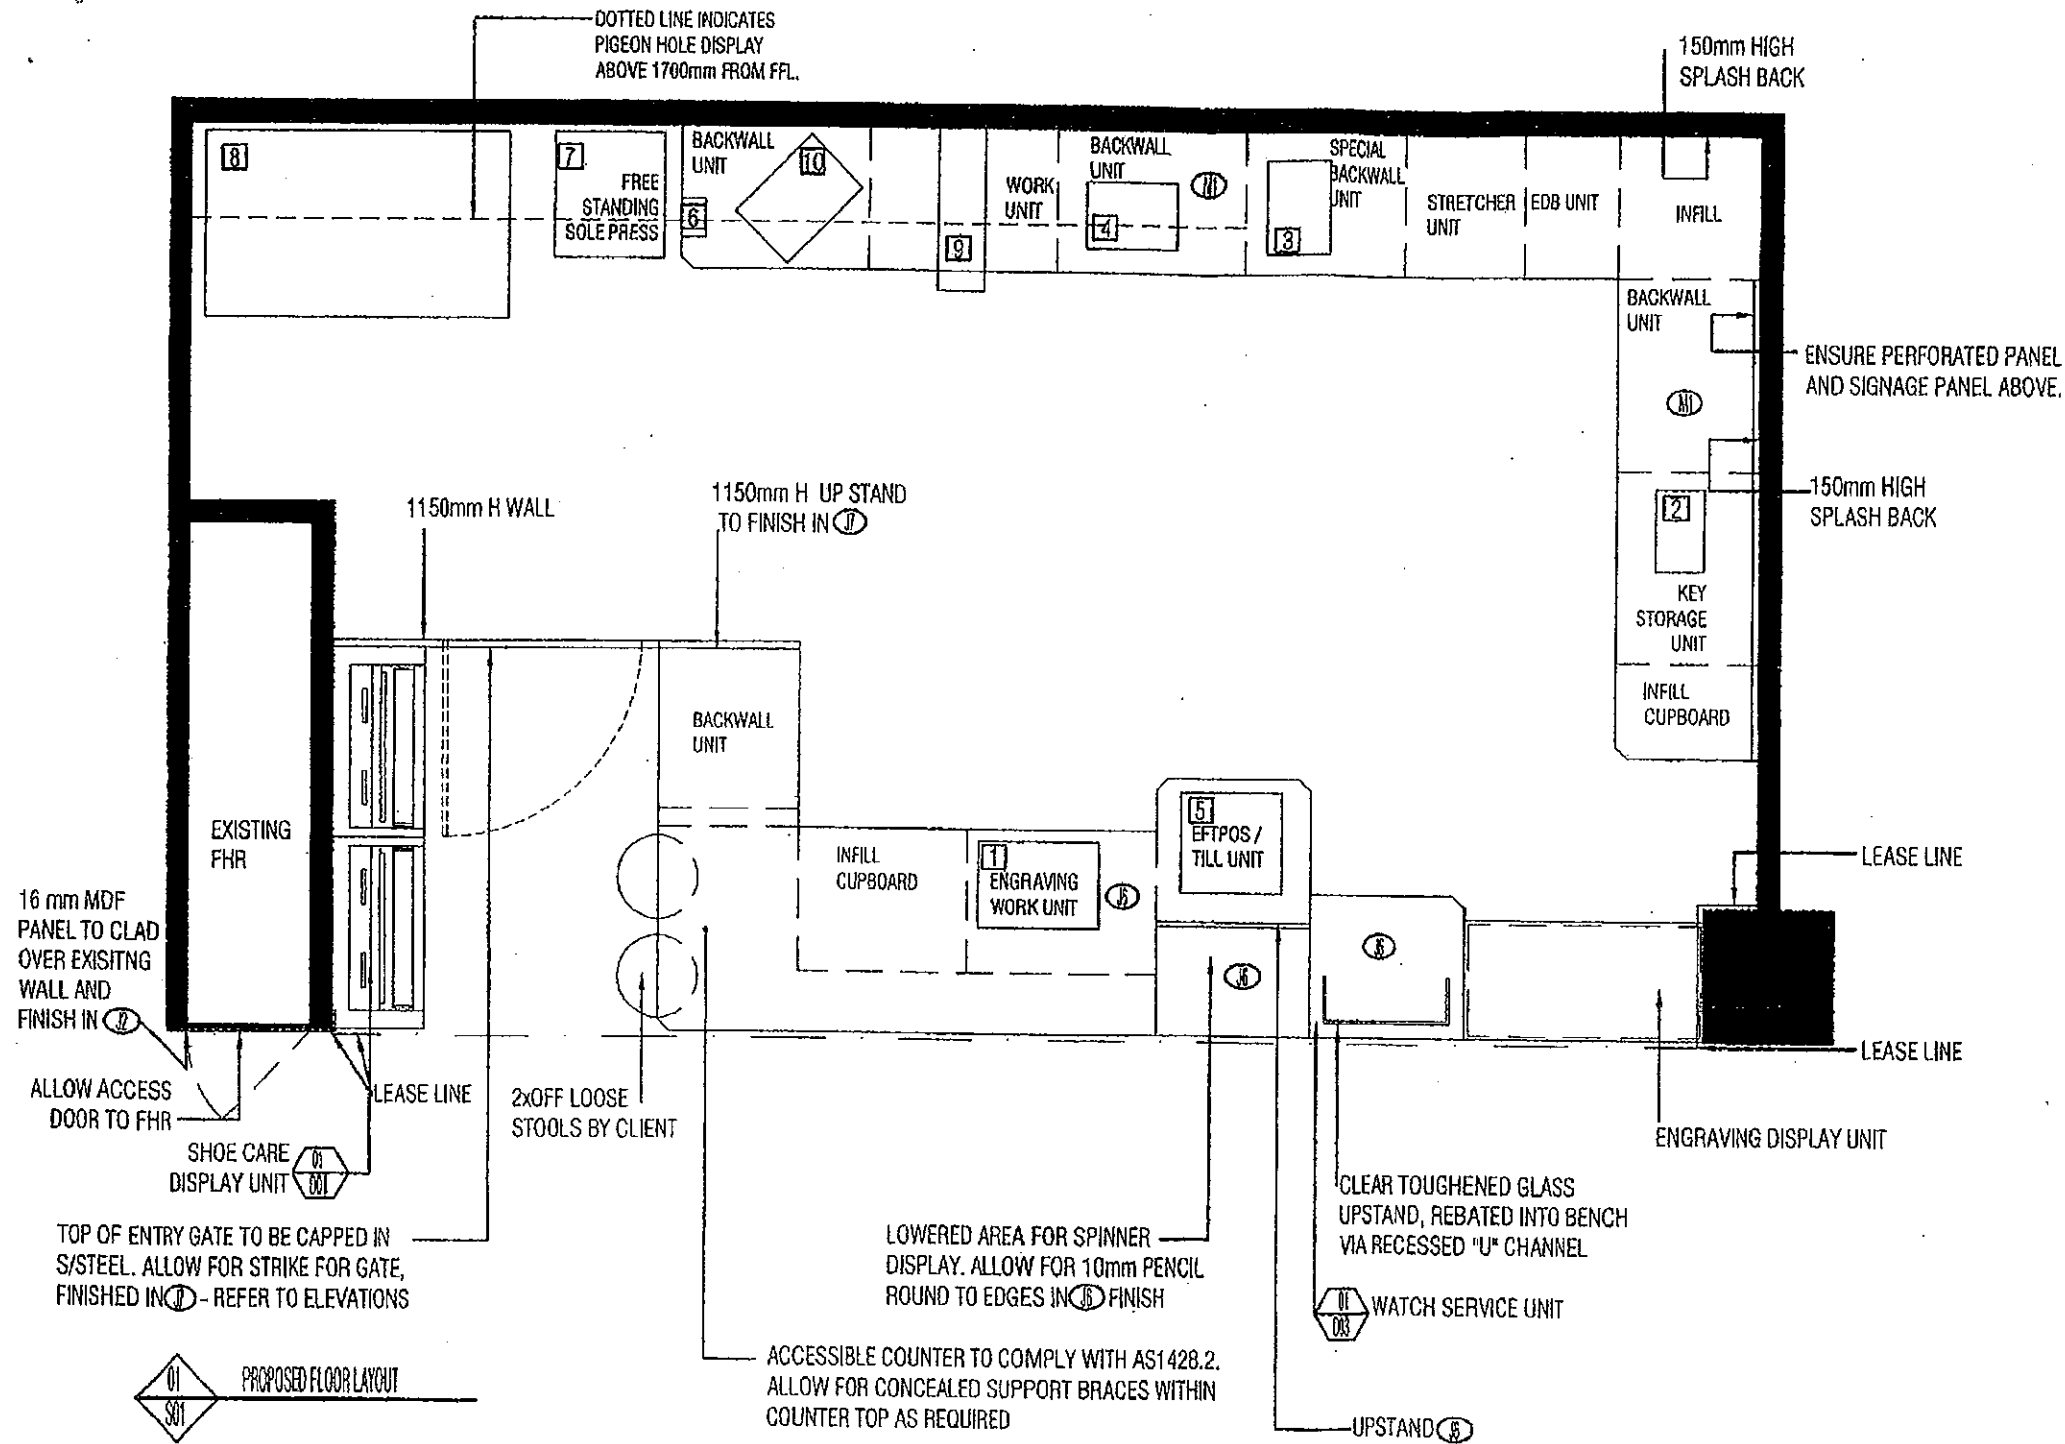 DOTTED LINE INDICATES
PIGEON HOLE DISPLAY
ABOVE 1700mm FROM FFL.
150mm HIGH
SPLASH BACK
8
7
FREE
STANDING
SOLE PRESS
BACKWALL
UNIT
10
6
9
WORK
UNIT
BACKWALL
UNIT
4
SPECIAL
BACKWALL
UNIT
3
STRETCHER
UNIT
EDB UNIT
INFILL
BACKWALL
UNIT
ENSURE PERFORATED PANEL
AND SIGNAGE PANEL ABOVE.
150mm HIGH
SPLASH BACK
2
KEY
STORAGE
UNIT
INFILL
CUPBOARD
1150mm H WALL
1150mm H UP STAND
TO FINISH IN
BACKWALL
UNIT
EXISTING
FHR
INFILL
CUPBOARD
1
ENGRAVING
WORK UNIT
J5
5
EFTPOS /
TILL UNIT
J6
LEASE LINE
16 mm MDF
PANEL TO CLAD
OVER EXISITNG
WALL AND
FINISH IN J2
LEASE LINE
ALLOW ACCESS
DOOR TO FHR
LEASE LINE
2xOFF LOOSE
STOOLS BY CLIENT
ENGRAVING DISPLAY UNIT
SHOE CARE
DISPLAY UNIT
01
001
CLEAR TOUGHENED GLASS
UPSTAND, REBATED INTO BENCH
VIA RECESSED "U" CHANNEL
TOP OF ENTRY GATE TO BE CAPPED IN
S/STEEL. ALLOW FOR STRIKE FOR GATE,
FINISHED IN - REFER TO ELEVATIONS
LOWERED AREA FOR SPINNER
DISPLAY. ALLOW FOR 10mm PENCIL
ROUND TO EDGES IN J6 FINISH
01
003
WATCH SERVICE UNIT
ACCESSIBLE COUNTER TO COMPLY WITH AS1428.2.
ALLOW FOR CONCEALED SUPPORT BRACES WITHIN
COUNTER TOP AS REQUIRED
UPSTAND
01
S01
PROPOSED FLOOR LAYOUT